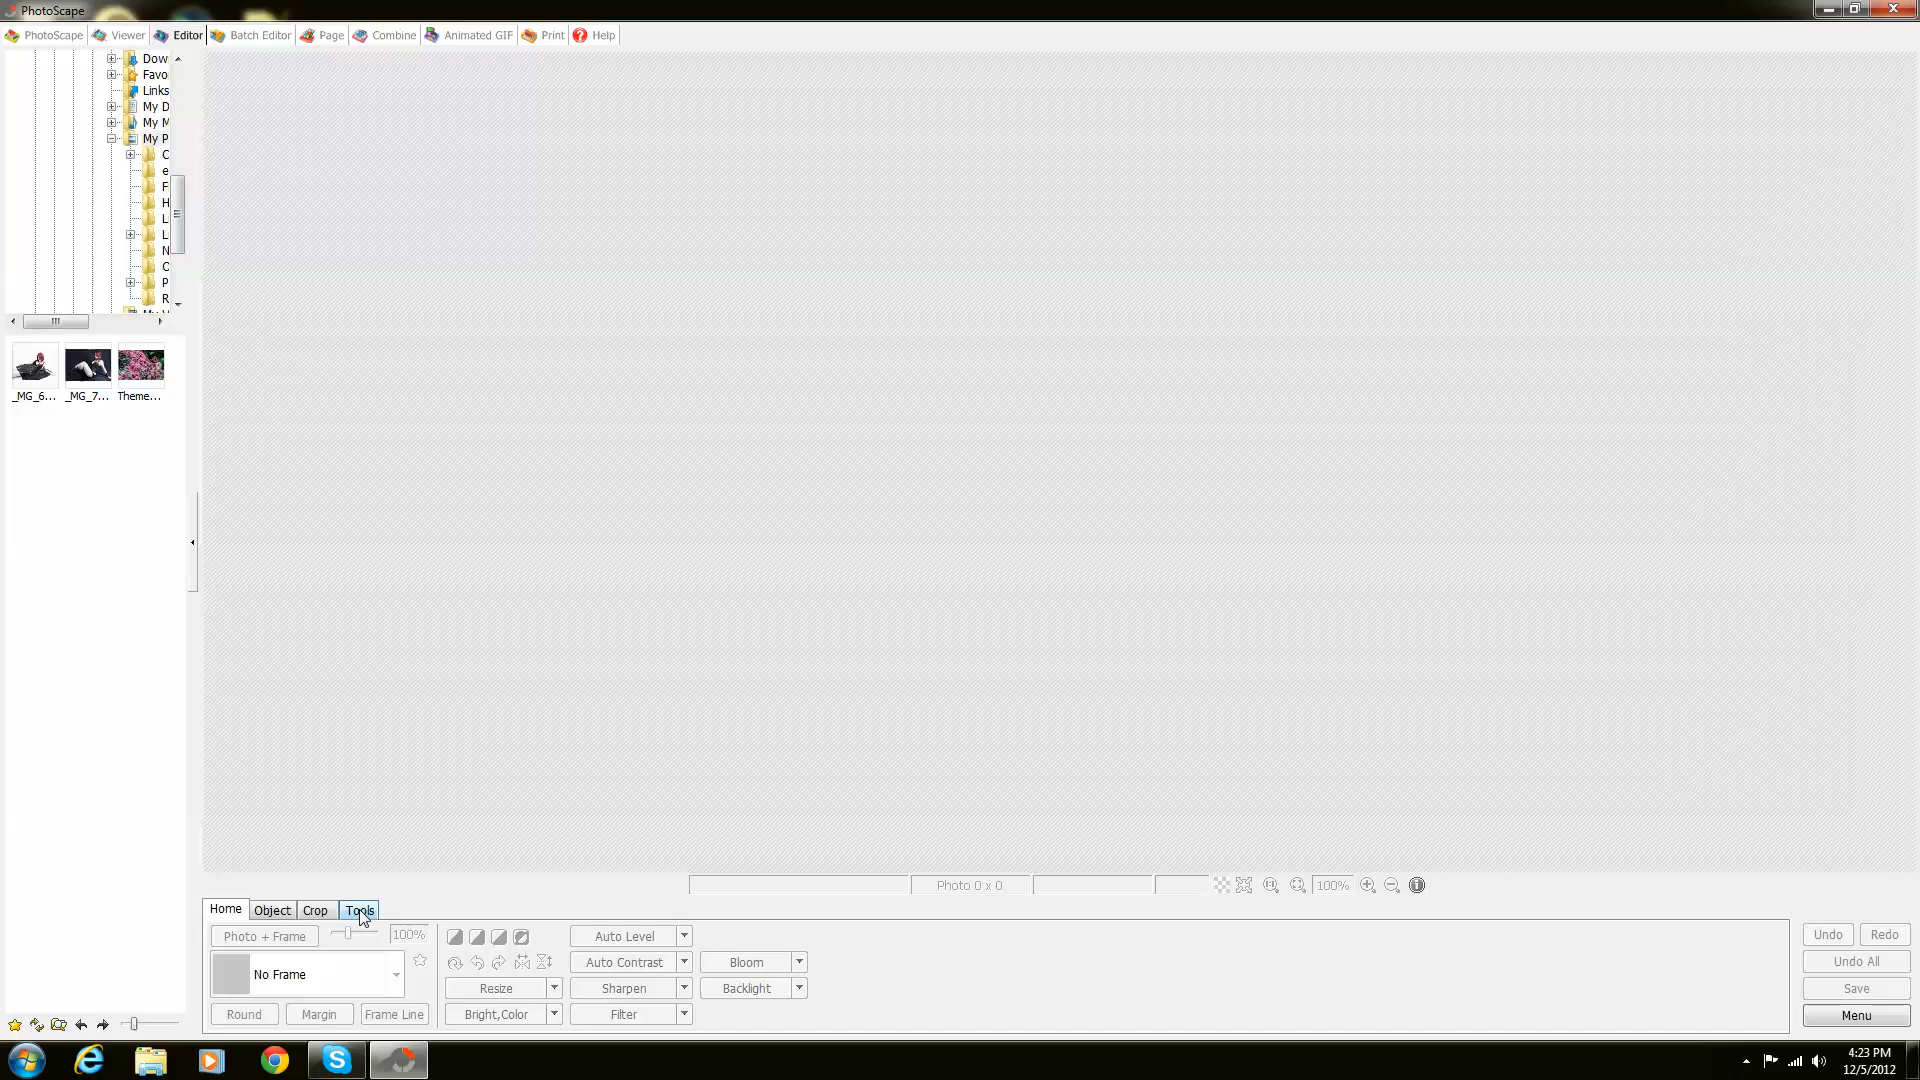 PhotoScape
PhotoScape Viewer Editor Batch Editor Page Combine Animated GIF Print Help
Dow
Favo
Links
My D
My M
My P
C
e
F
H
L
L
N
O
P
R
_MG_6... _MG_7... Theme...
Photo 0 x 0 100%
Home Object Crop Tools
Photo + Frame 100% Auto Level Undo Redo
No Frame Auto Contrast Bloom Undo All
Resize Sharpen Backlight Save
Round Margin Frame Line Bright,Color Filter Menu
4:23 PM
12/5/2012